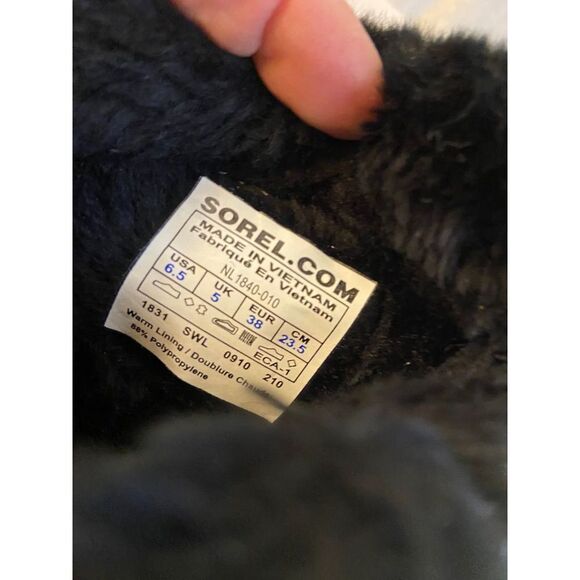 SOREL.COM
MADE IN VIETNAM
Fabriqué En Vietnam
NL1840-010
USA UK EUR CM
6.5 5 38 23.5
ECA-1
1831 SWL 0910 210
Warm Lining / Doublure
88% Polypropylene